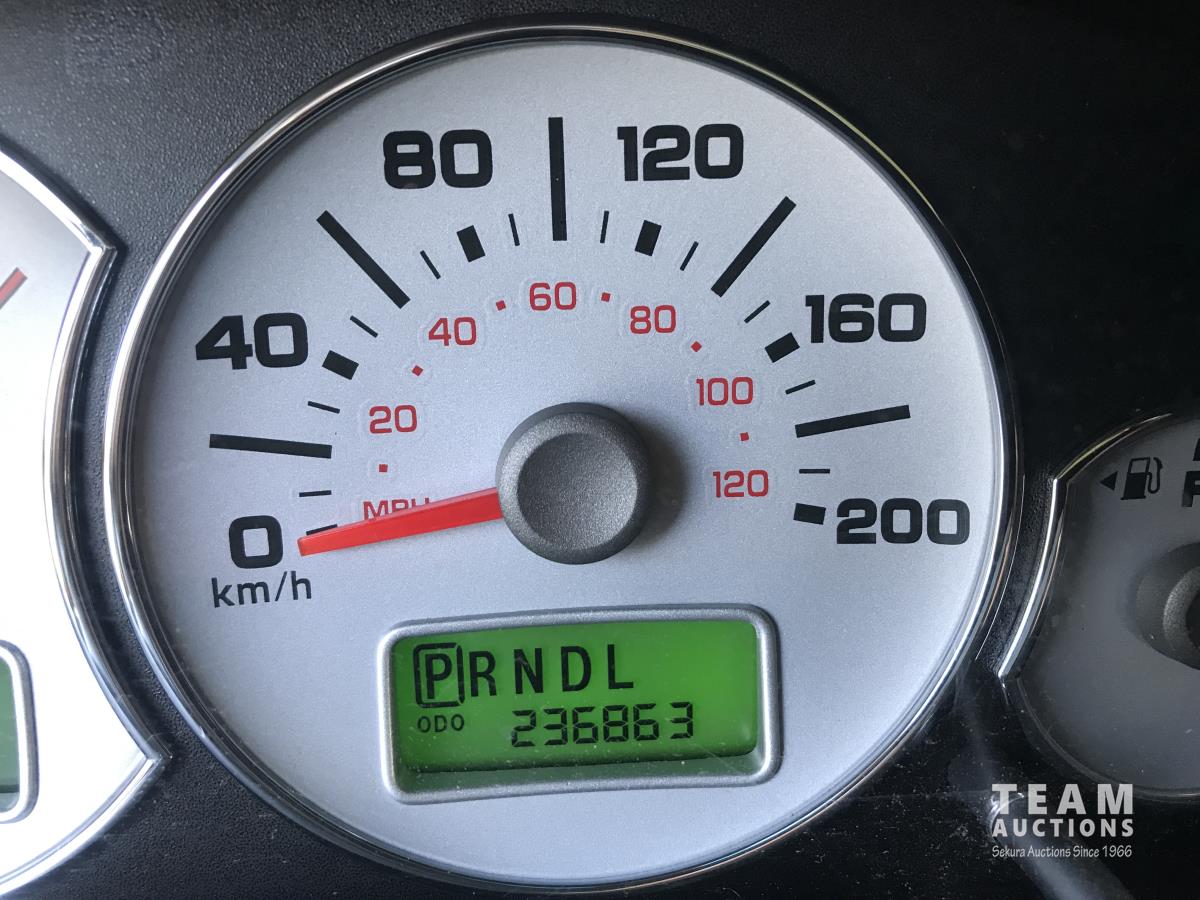 80 120
40 160
60
40 80
20 100
120
0 200
km/h
PRNDL
ODO 236863
TEAM
AUCTIONS
Sekura Auctions Since 1966